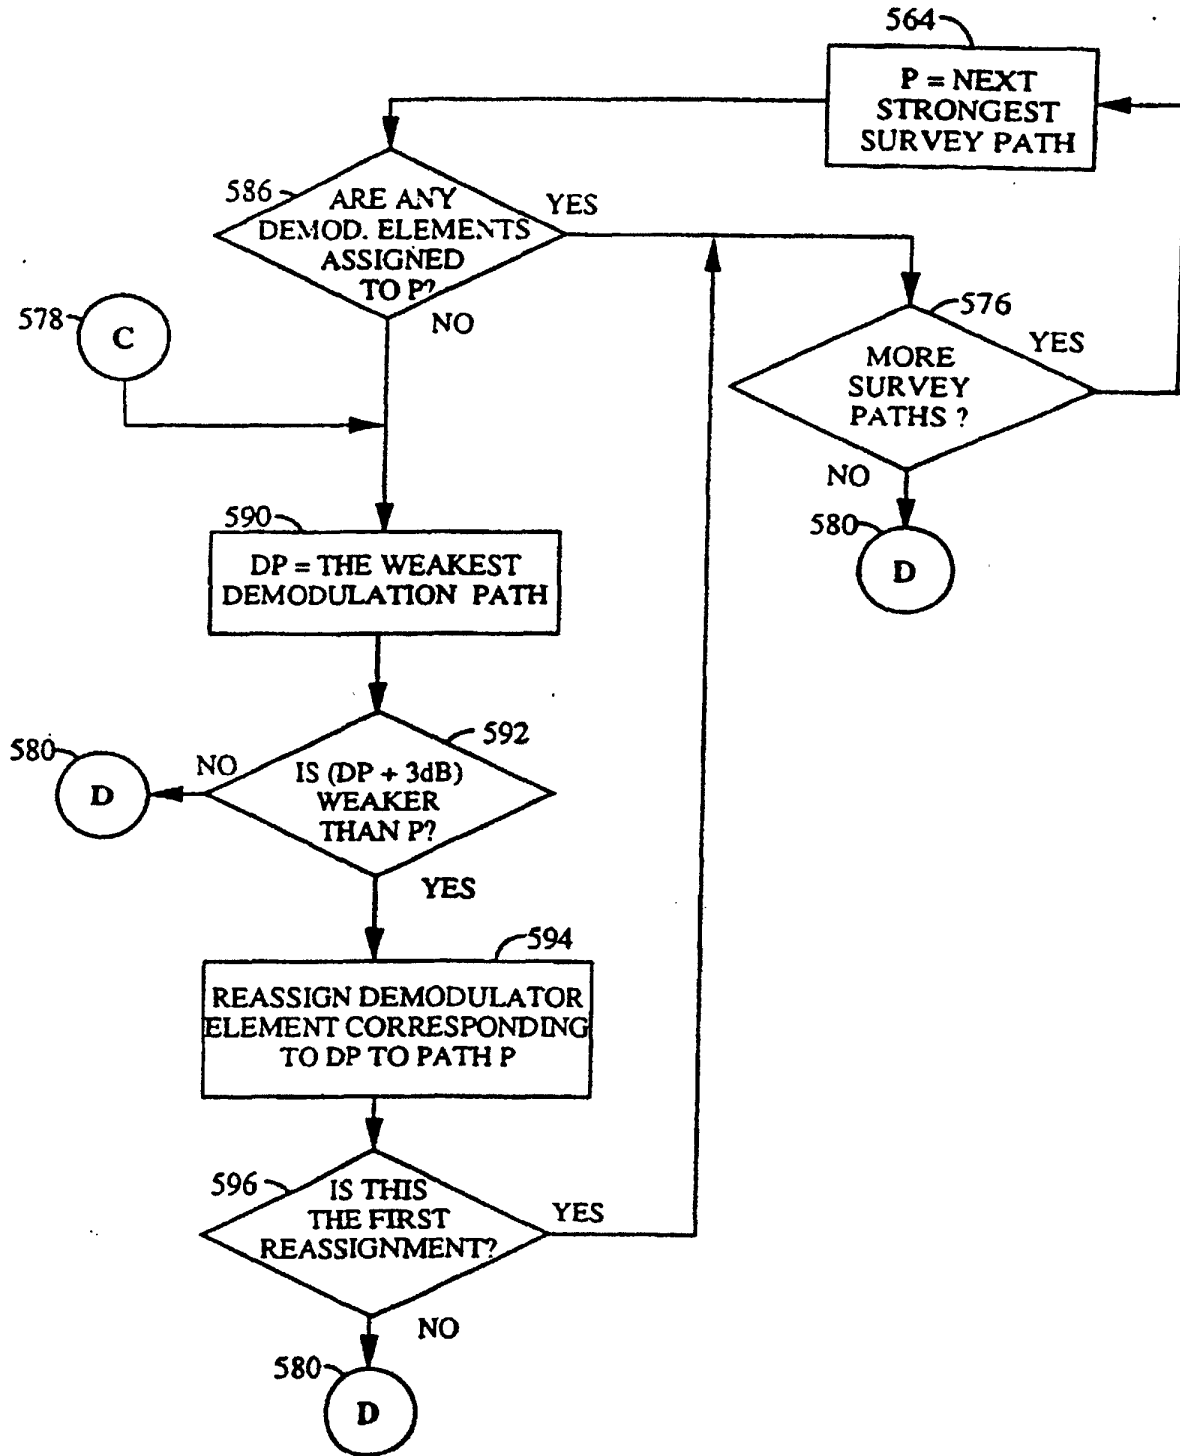 564
P = NEXT
STRONGEST
SURVEY PATH
586
ARE ANY
DEMOD. ELEMENTS
ASSIGNED
TO P?
YES
NO
578
C
576
MORE
SURVEY
PATHS ?
YES
NO
580
D
590
DP = THE WEAKEST
DEMODULATION PATH
592
IS (DP + 3dB)
WEAKER
THAN P?
NO
580
D
YES
594
REASSIGN DEMODULATOR
ELEMENT CORRESPONDING
TO DP TO PATH P
596
IS THIS
THE FIRST
REASSIGNMENT?
YES
NO
580
D